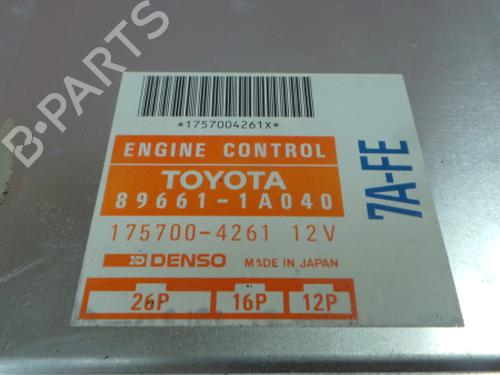 B-PARTS
*1757004261X*
ENGINE CONTROL
TOYOTA
89661-1A040
175700-4261 12V
DENSO MADE IN JAPAN
26P 16P 12P
7A-FE